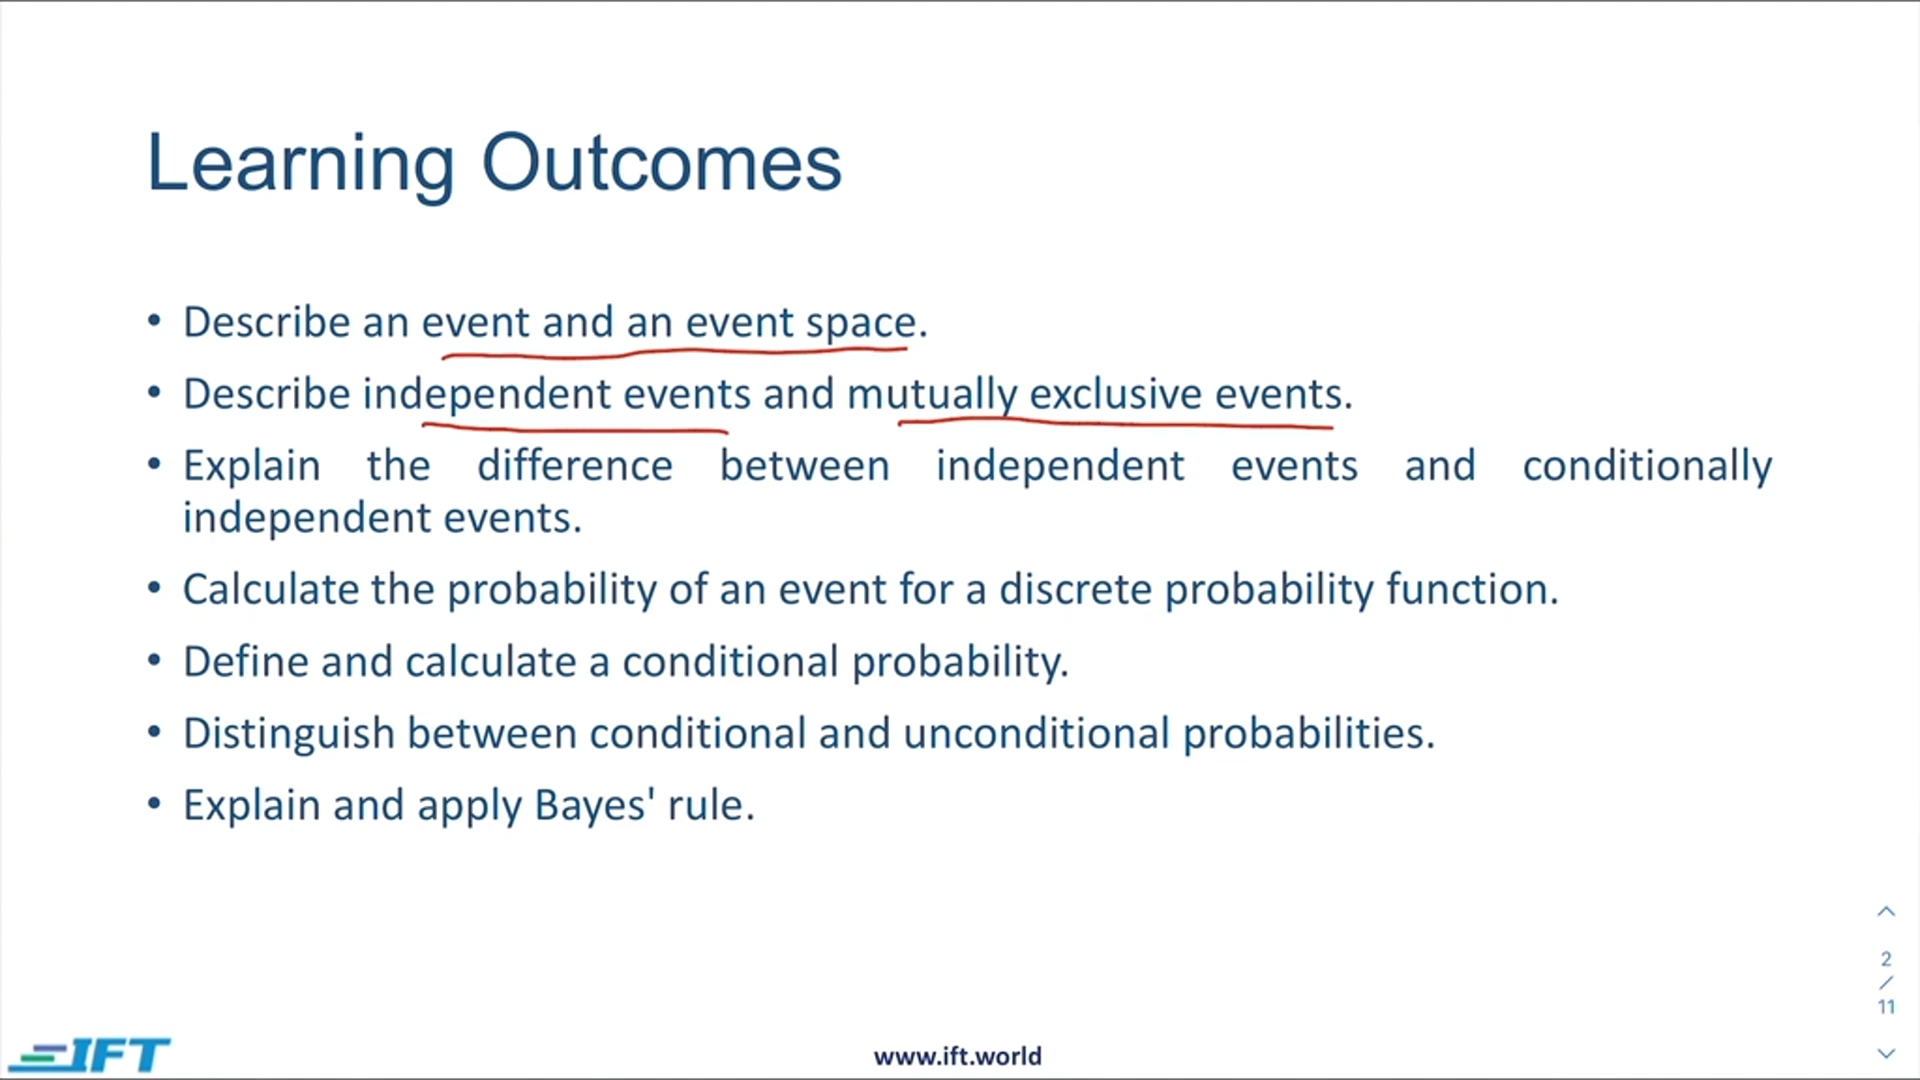 Learning Outcomes
• Describe an event and an event space.
• Describe independent events and mutually exclusive events.
• Explain the difference between independent events and conditionally
independent events.
• Calculate the probability of an event for a discrete probability function.
• Define and calculate a conditional probability.
• Distinguish between conditional and unconditional probabilities.
• Explain and apply Bayes' rule.
2
/
11
IFT
www.ift.world